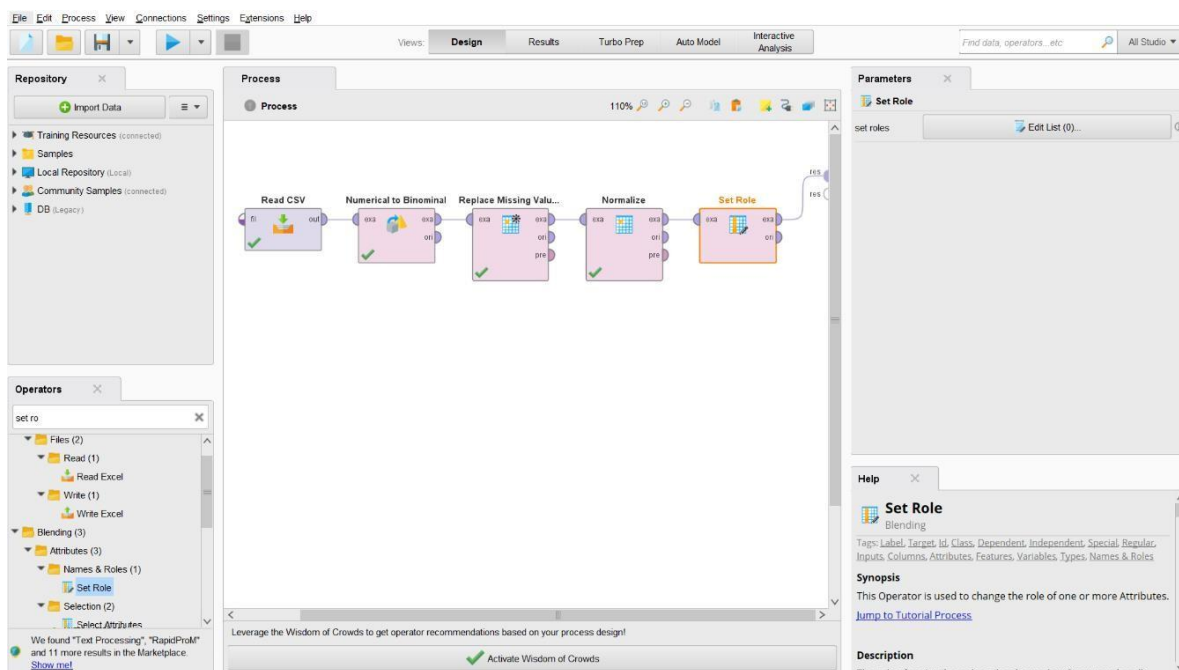 File Edit Process View Connections Settings Extensions Help
Views: Design Results Turbo Prep Auto Model Interactive Analysis
Find data, operators...etc All Studio
Repository
Import Data
Training Resources (connected)
Samples
Local Repository (Local)
Community Samples (connected)
DB (Legacy)
Operators
set ro
Files (2)
Read (1)
Read Excel
Write (1)
Write Excel
Blending (3)
Attributes (3)
Names & Roles (1)
Set Role
Selection (2)
Select Attributes
We found "Text Processing", "RapidProM"
and 11 more results in the Marketplace.
Show me!
Process
Process
110%
res
res
Read CSV
fil out
Numerical to Binominal
exa exa
ori
Replace Missing Valu...
exa exa
ori
pre
Normalize
exa exa
ori
pre
Set Role
exa exa
ori
Leverage the Wisdom of Crowds to get operator recommendations based on your process design!
Activate Wisdom of Crowds
Parameters
Set Role
set roles
Edit List (0)...
Help
Set Role
Blending
Tags: Label, Target, Id, Class, Dependent, Independent, Special, Regular,
Inputs, Columns, Attributes, Features, Variables, Types, Names & Roles
Synopsis
This Operator is used to change the role of one or more Attributes.
Jump to Tutorial Process
Description